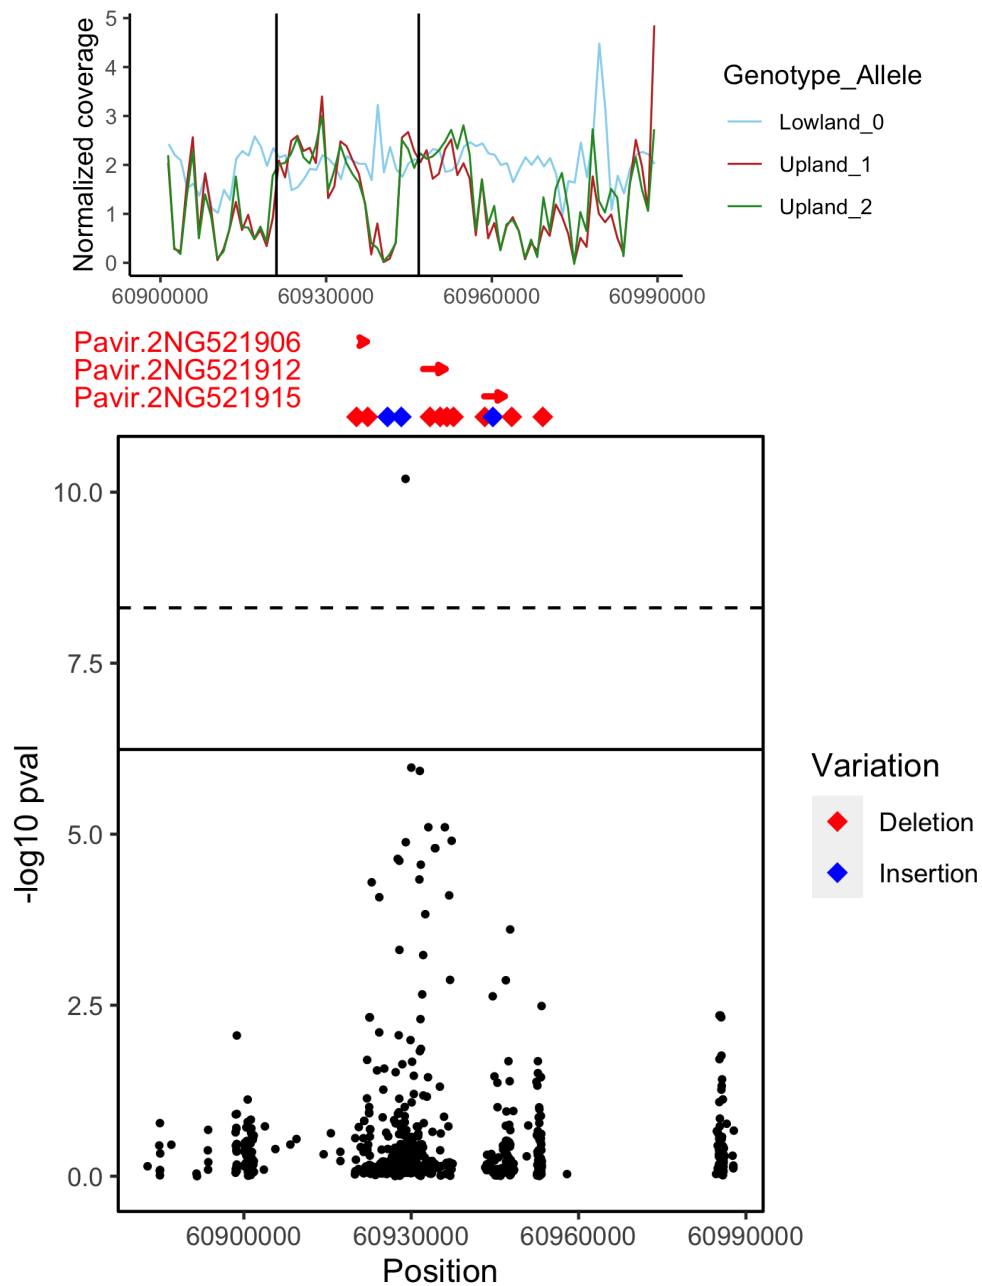 Normalized coverage
5
4
3
2
1
0
60900000 60930000 60960000 60990000
Genotype_Allele
Lowland_0
Upland_1
Upland_2
Pavir.2NG521906
Pavir.2NG521912
Pavir.2NG521915
-log10 pval
10.0
7.5
5.0
2.5
0.0
60900000 60930000 60960000 60990000
Position
Variation
Deletion
Insertion